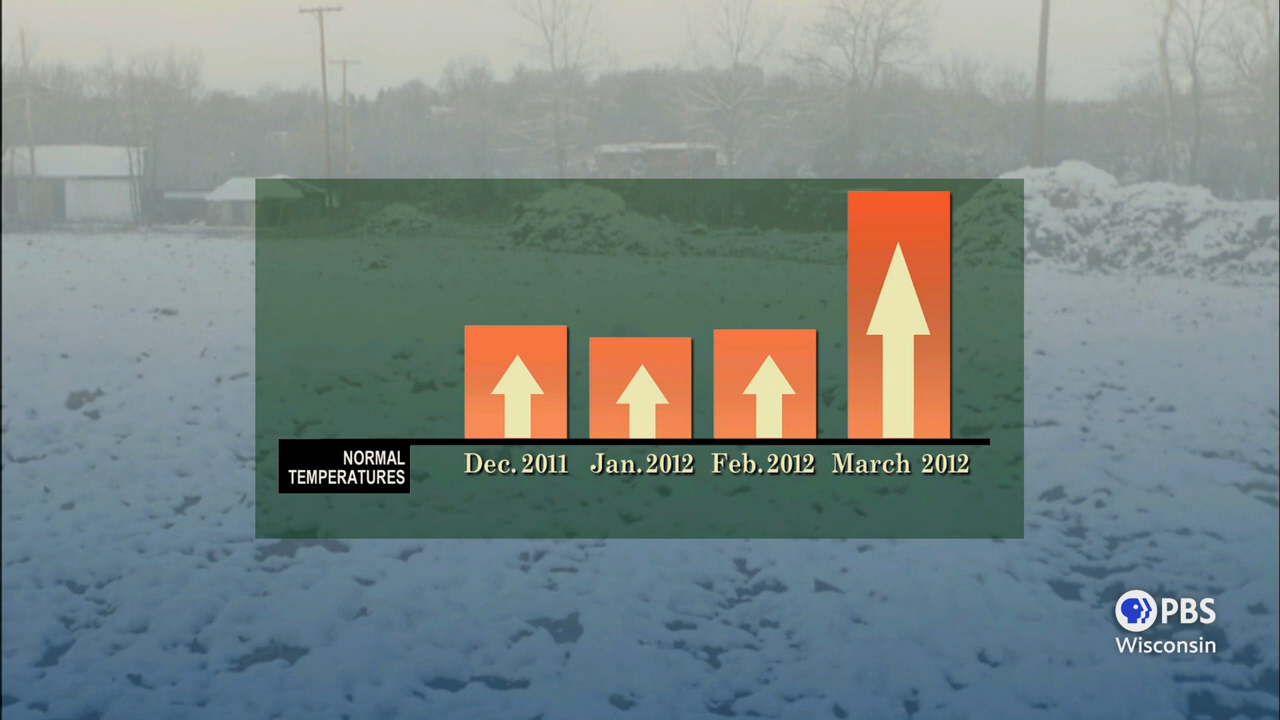 NORMAL
TEMPERATURES
Dec. 2011
Jan. 2012
Feb. 2012
March 2012
PBS
Wisconsin